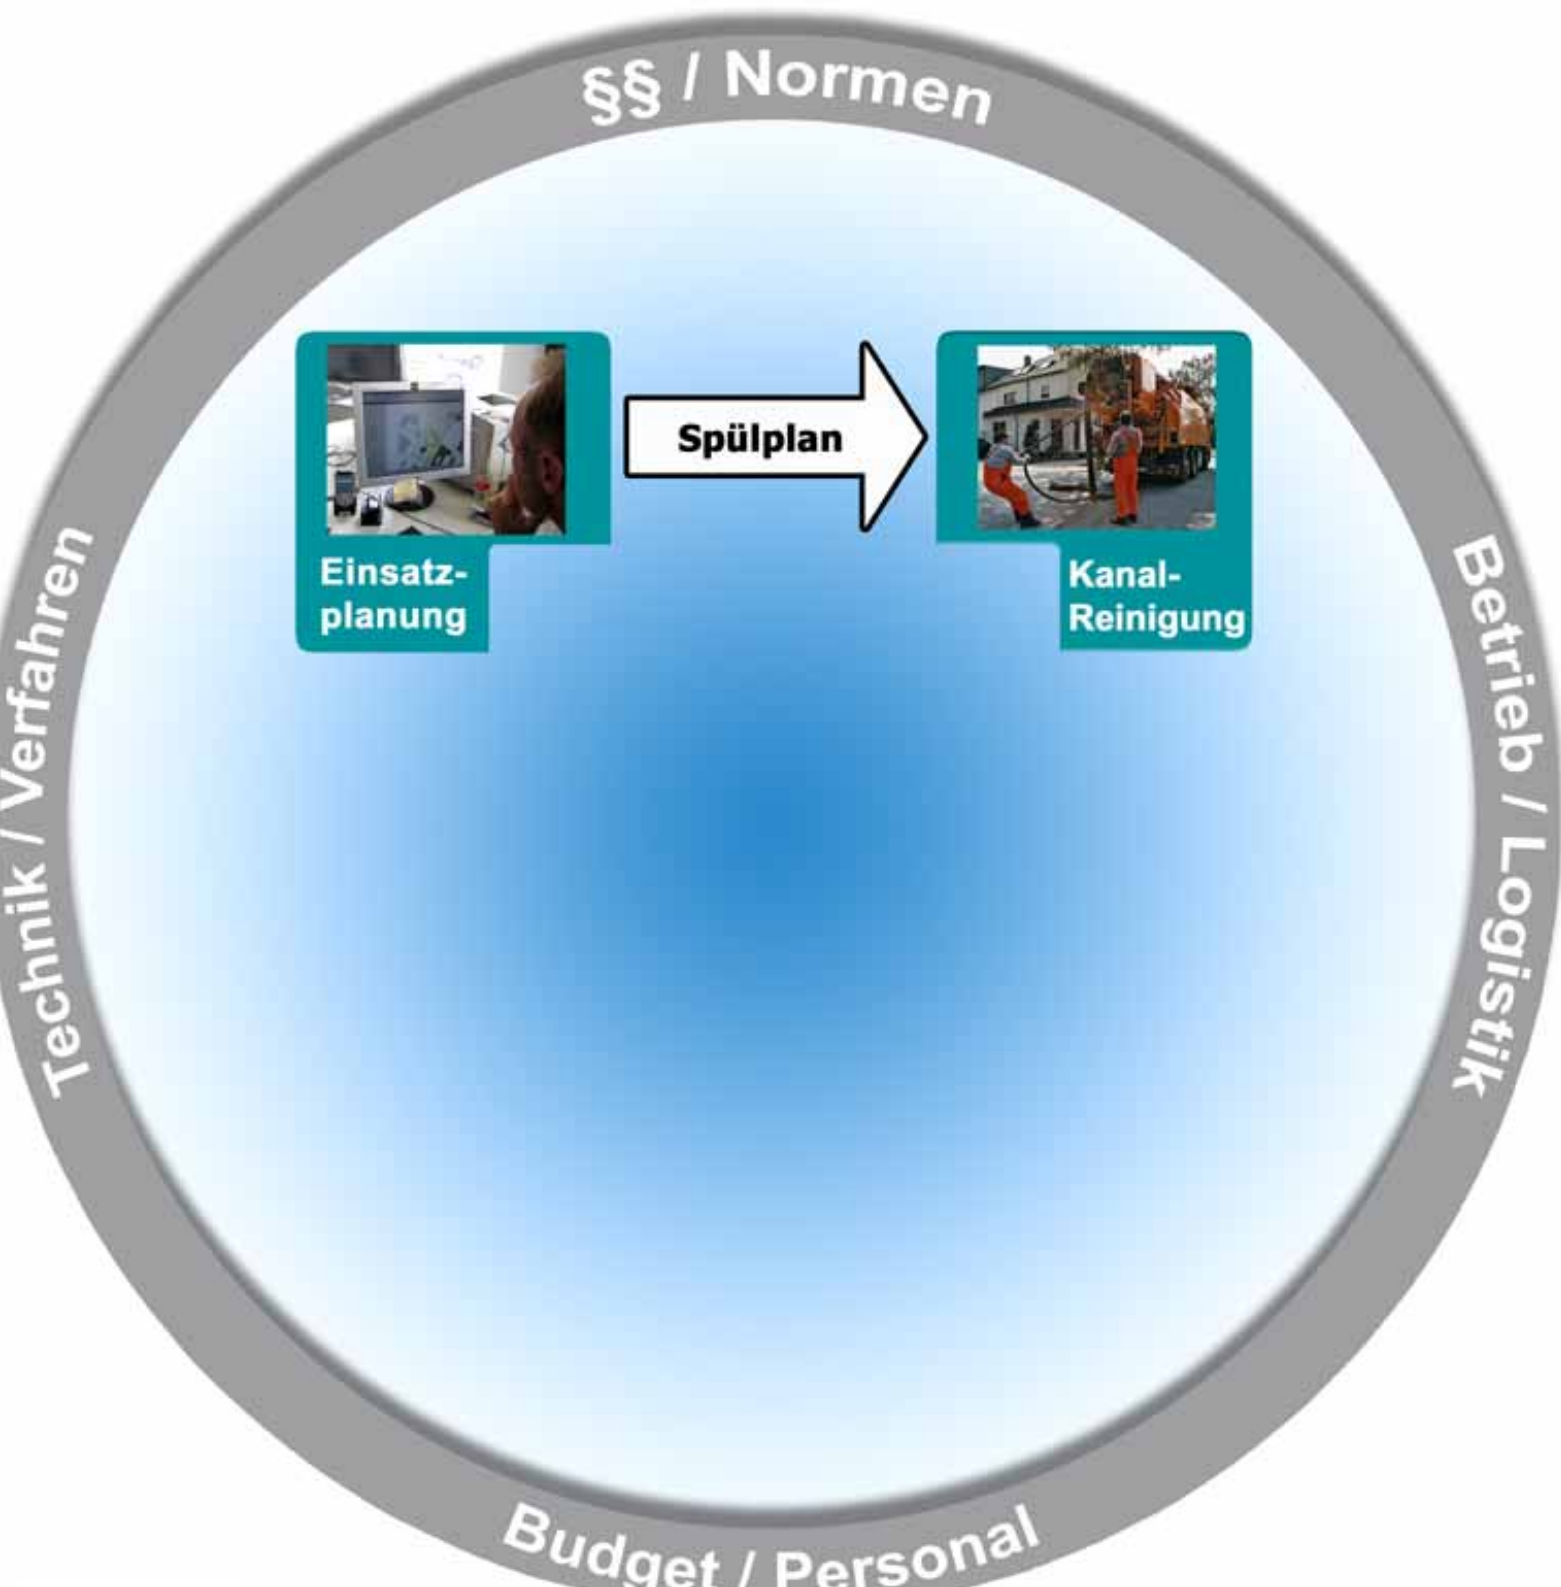 §§ / Normen
Spülplan
Einsatz-
planung
Kanal-
Reinigung
Technik / Verfahren
Betrieb / Logistik
Budget / Personal